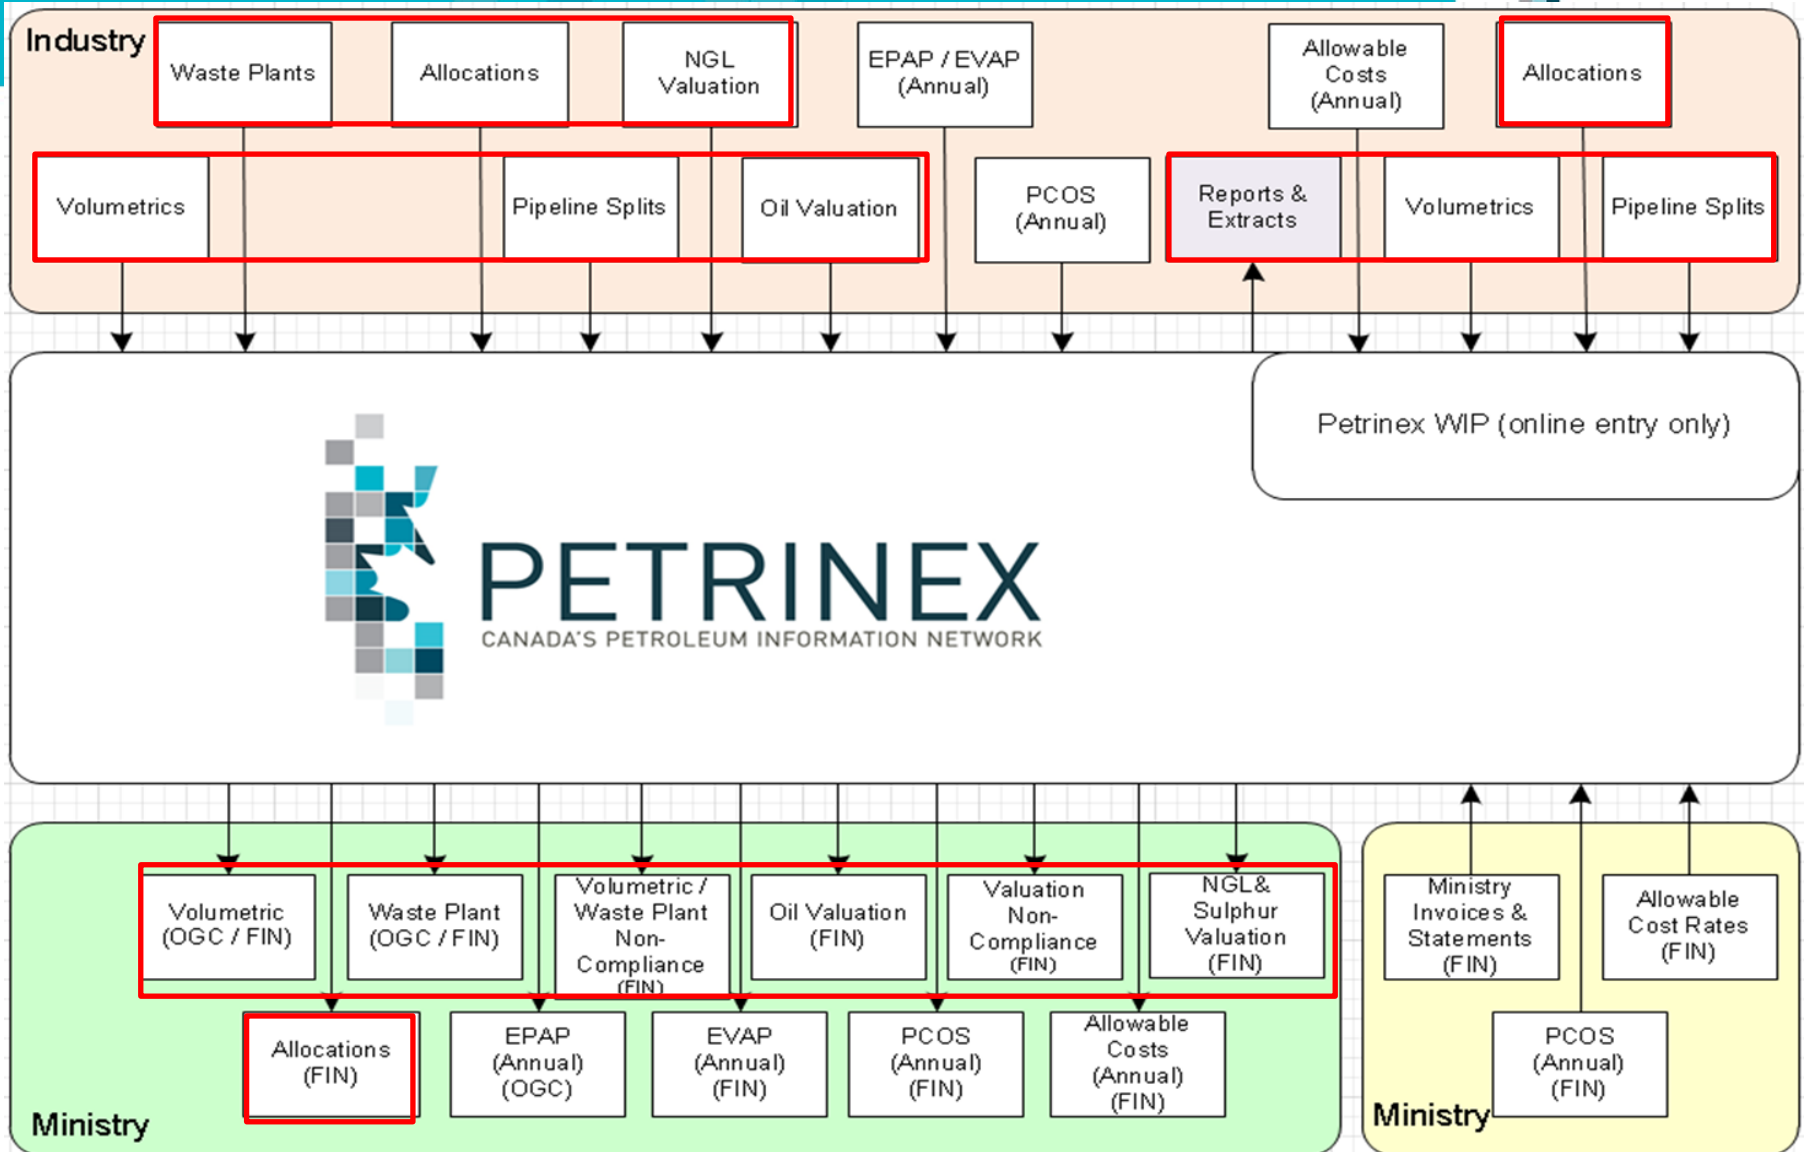 Industry
Waste Plants
Allocations
NGL
Valuation
EPAP / EVAP
(Annual)
Allowable
Costs
(Annual)
Allocations
Volumetrics
Pipeline Splits
Oil Valuation
PCOS
(Annual)
Reports &
Extracts
Volumetrics
Pipeline Splits
Petrinex WIP (online entry only)
PETRINEX
CANADA'S PETROLEUM INFORMATION NETWORK
Volumetric
(OGC / FIN)
Waste Plant
(OGC / FIN)
Volumetric /
Waste Plant
Non-
Compliance
(FIN)
Oil Valuation
(FIN)
Valuation
Non-
Compliance
(FIN)
NGL&
Sulphur
Valuation
(FIN)
Ministry
Invoices &
Statements
(FIN)
Allowable
Cost Rates
(FIN)
Allocations
(FIN)
EPAP
(Annual)
(OGC)
EVAP
(Annual)
(FIN)
PCOS
(Annual)
(FIN)
Allowable
Costs
(Annual)
(FIN)
PCOS
(Annual)
(FIN)
Ministry
Ministry